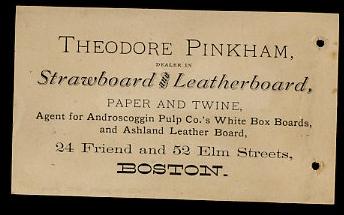 THEODORE PINKHAM,
DEALER IN
Strawboard and Leatherboard,
PAPER AND TWINE,
Agent for Androscoggin Pulp Co.'s White Box Boards,
and Ashland Leather Board,
24 Friend and 52 Elm Streets,
BOSTON.